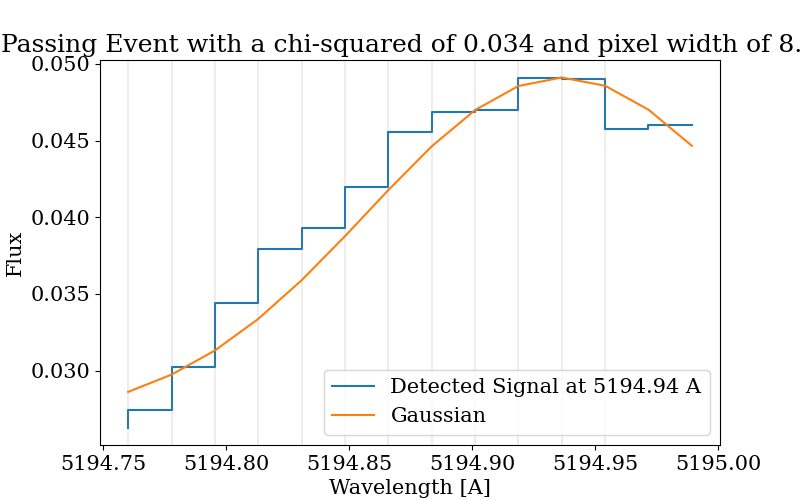 Passing Event with a chi-squared of 0.034 and pixel width of 8.
0.050
0.045
0.040
0.035
0.030
Flux
Detected Signal at 5194.94 A
Gaussian
5194.75 5194.80 5194.85 5194.90 5194.95 5195.00
Wavelength [A]